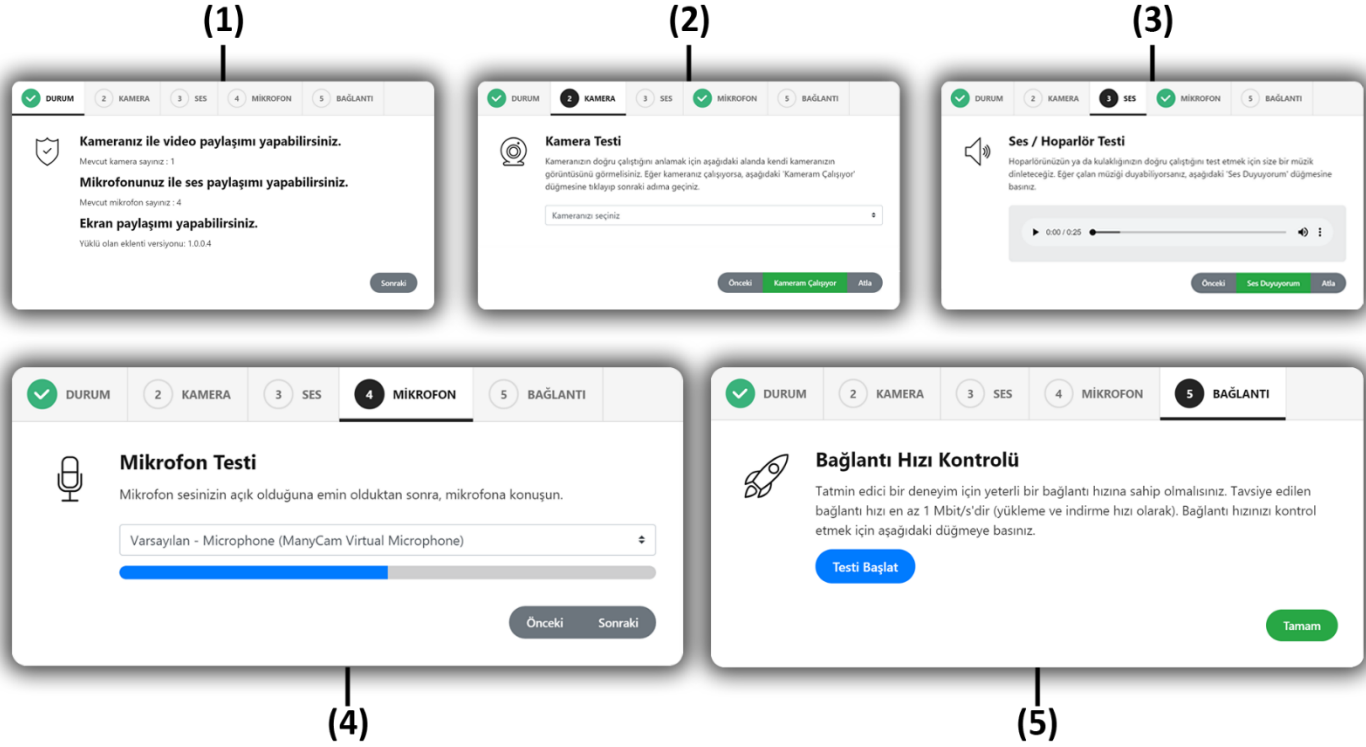 (1)
(2)
(3)
DURUM 2 KAMERA 3 SES 4 MİKROFON 5 BAĞLANTI
Kameranız ile video paylaşımı yapabilirsiniz.
Mevcut kamera sayınız : 1
Mikrofonunuz ile ses paylaşımı yapabilirsiniz.
Mevcut mikrofon sayınız : 4
Ekran paylaşımı yapabilirsiniz.
Yüklü olan eklenti versiyonu: 1.0.0.4
Sonraki
DURUM 2 KAMERA 3 SES MİKROFON 5 BAĞLANTI
Kamera Testi
Kameranızın doğru çalıştığını anlamak için aşağıdaki alanda kendi kameranızın
görüntüsünü görmelisiniz. Eğer kameranız çalışıyorsa, aşağıdaki 'Kameram Çalışıyor'
düğmesine tıklayıp sonraki adıma geçiniz.
Kameranızı seçiniz
Önceki Kameram Çalışıyor Atla
DURUM 2 KAMERA 3 SES MİKROFON 5 BAĞLANTI
Ses / Hoparlör Testi
Hoparlörünüzün ya da kulaklığınızın doğru çalıştığını test etmek için size bir müzik
dinleteceğiz. Eğer çalan müziği duyabiliyorsanız, aşağıdaki 'Ses Duyuyorum' düğmesine
basınız.
0:00 / 0:25
Önceki Ses Duyuyorum Atla
DURUM 2 KAMERA 3 SES 4 MİKROFON 5 BAĞLANTI
Mikrofon Testi
Mikrofon sesinizin açık olduğuna emin olduktan sonra, mikrofona konuşun.
Varsayılan - Microphone (ManyCam Virtual Microphone)
Önceki Sonraki
DURUM 2 KAMERA 3 SES 4 MİKROFON 5 BAĞLANTI
Bağlantı Hızı Kontrolü
Tatmin edici bir deneyim için yeterli bir bağlantı hızına sahip olmalısınız. Tavsiye edilen
bağlantı hızı en az 1 Mbit/s'dir (yükleme ve indirme hızı olarak). Bağlantı hızınızı kontrol
etmek için aşağıdaki düğmeye basınız.
Testi Başlat
Tamam
(4)
(5)